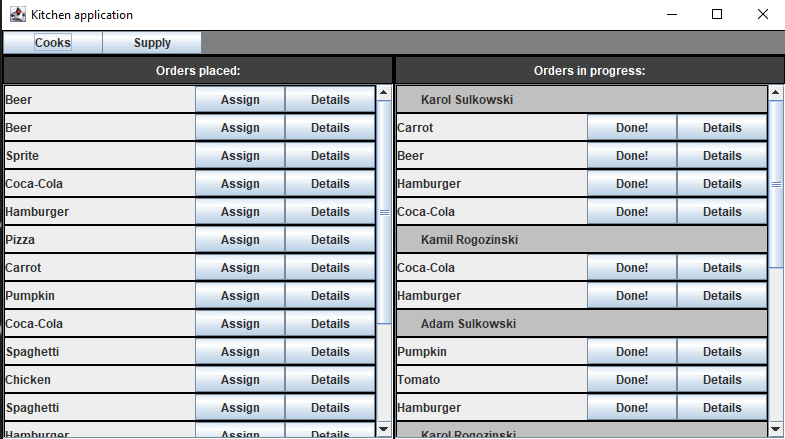 Kitchen application
Cooks Supply
Orders placed:
Beer Assign Details
Beer Assign Details
Sprite Assign Details
Coca-Cola Assign Details
Hamburger Assign Details
Pizza Assign Details
Carrot Assign Details
Pumpkin Assign Details
Coca-Cola Assign Details
Spaghetti Assign Details
Chicken Assign Details
Spaghetti Assign Details
Hamburger Assign Details
Orders in progress:
Karol Sulkowski
Carrot Done! Details
Beer Done! Details
Hamburger Done! Details
Coca-Cola Done! Details
Kamil Rogozinski
Coca-Cola Done! Details
Hamburger Done! Details
Adam Sulkowski
Pumpkin Done! Details
Tomato Done! Details
Hamburger Done! Details
Karol Rogozinski